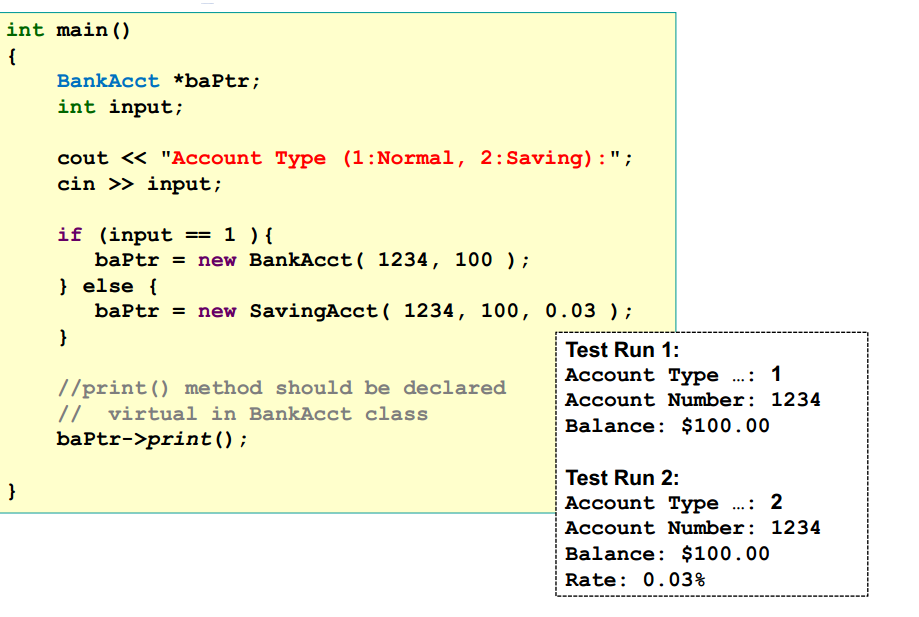 int main()
{
BankAcct *baPtr;
int input;
cout << "Account Type (1:Normal, 2:Saving):";
cin >> input;
if (input == 1 ){
baPtr = new BankAcct( 1234, 100 );
} else {
baPtr = new SavingAcct( 1234, 100, 0.03 );
}
//print() method should be declared
// virtual in BankAcct class
baPtr->print();
}
Test Run 1:
Account Type …: 1
Account Number: 1234
Balance: $100.00
Test Run 2:
Account Type …: 2
Account Number: 1234
Balance: $100.00
Rate: 0.03%